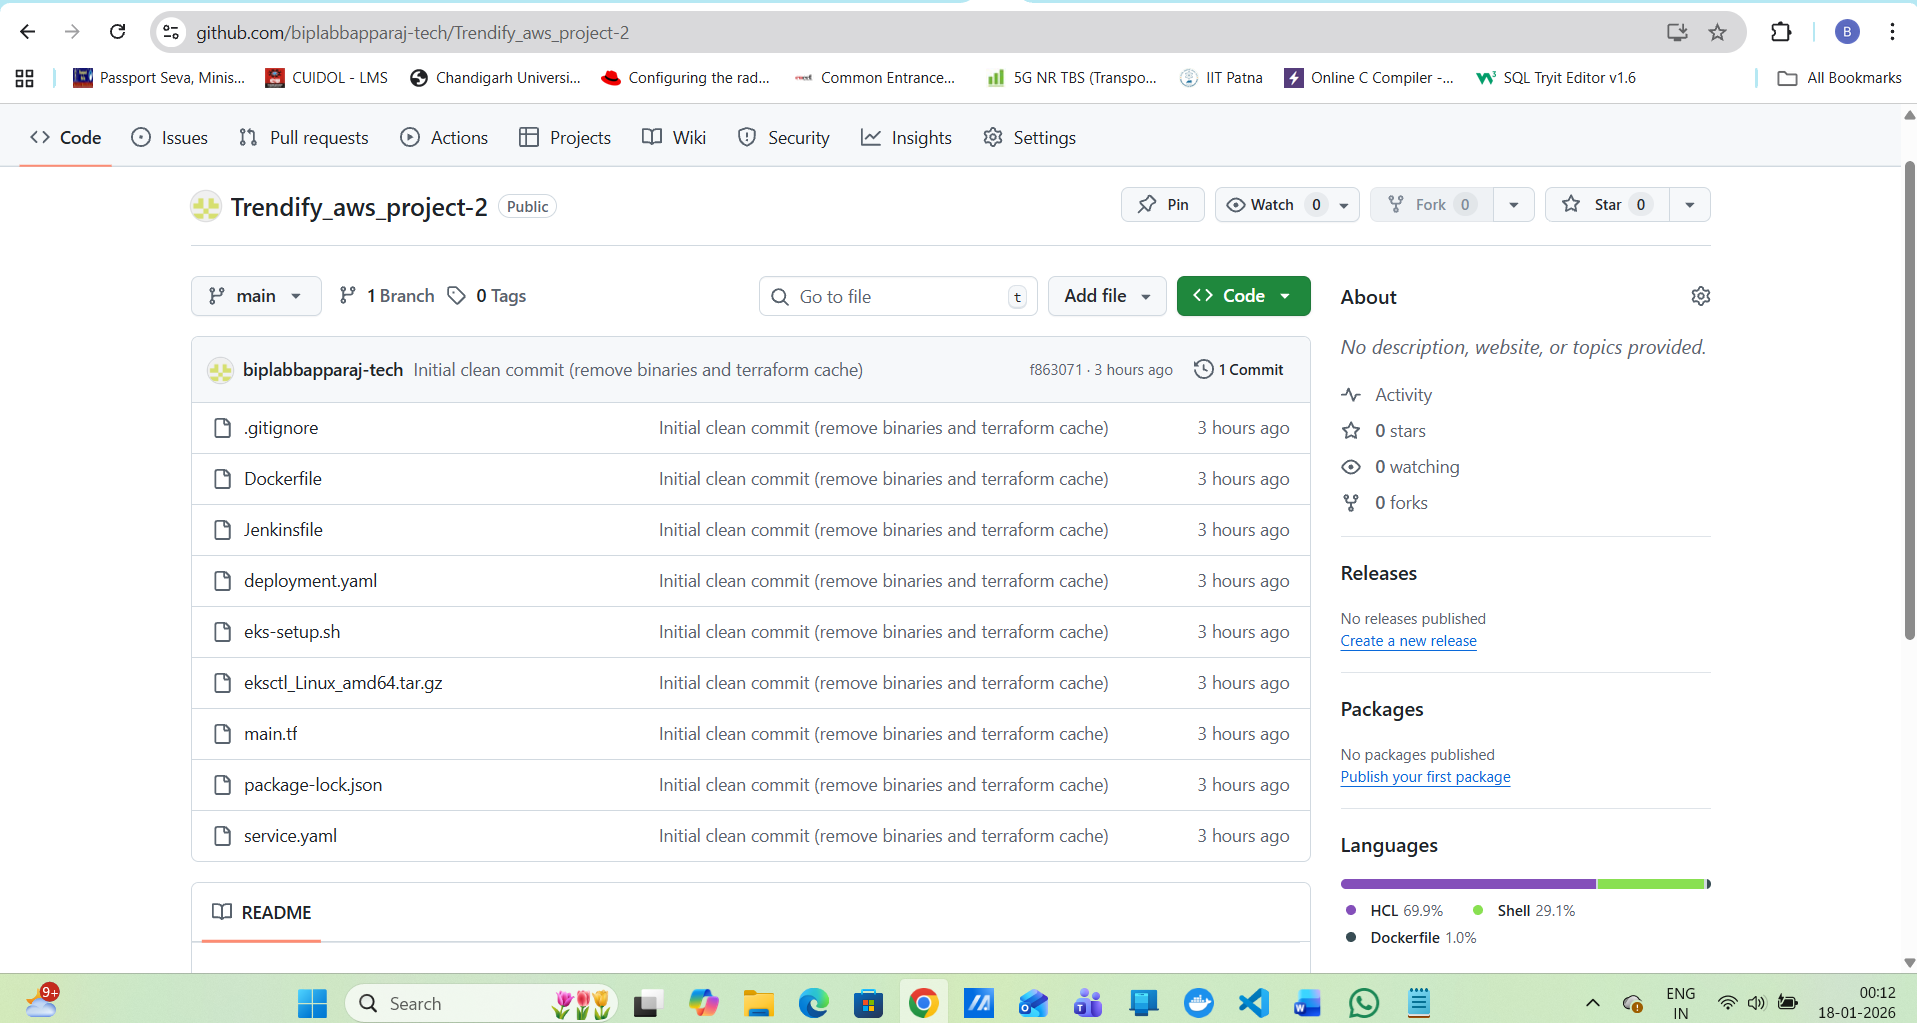 github.com/biplabbapparaj-tech/Trendify_aws_project-2
B
Passport Seva, Minis... CUIDOL - LMS Chandigarh Universi... Configuring the rad... Common Entrance... 5G NR TBS (Transpo... IIT Patna Online C Compiler -... SQL Tryit Editor v1.6 All Bookmarks
Code Issues Pull requests Actions Projects Wiki Security Insights Settings
Trendify_aws_project-2 Public Pin Watch 0 Fork 0 Star 0
main 1 Branch 0 Tags Go to file t Add file Code
biplabbapparaj-tech Initial clean commit (remove binaries and terraform cache) f863071 · 3 hours ago 1 Commit
.gitignore Initial clean commit (remove binaries and terraform cache) 3 hours ago
Dockerfile Initial clean commit (remove binaries and terraform cache) 3 hours ago
Jenkinsfile Initial clean commit (remove binaries and terraform cache) 3 hours ago
deployment.yaml Initial clean commit (remove binaries and terraform cache) 3 hours ago
eks-setup.sh Initial clean commit (remove binaries and terraform cache) 3 hours ago
eksctl_Linux_amd64.tar.gz Initial clean commit (remove binaries and terraform cache) 3 hours ago
main.tf Initial clean commit (remove binaries and terraform cache) 3 hours ago
package-lock.json Initial clean commit (remove binaries and terraform cache) 3 hours ago
service.yaml Initial clean commit (remove binaries and terraform cache) 3 hours ago
README
About
No description, website, or topics provided.
Activity
0 stars
0 watching
0 forks
Releases
No releases published
Create a new release
Packages
No packages published
Publish your first package
Languages
HCL 69.9% Shell 29.1%
Dockerfile 1.0%
9+
Search
ENG
IN
00:12
18-01-2026